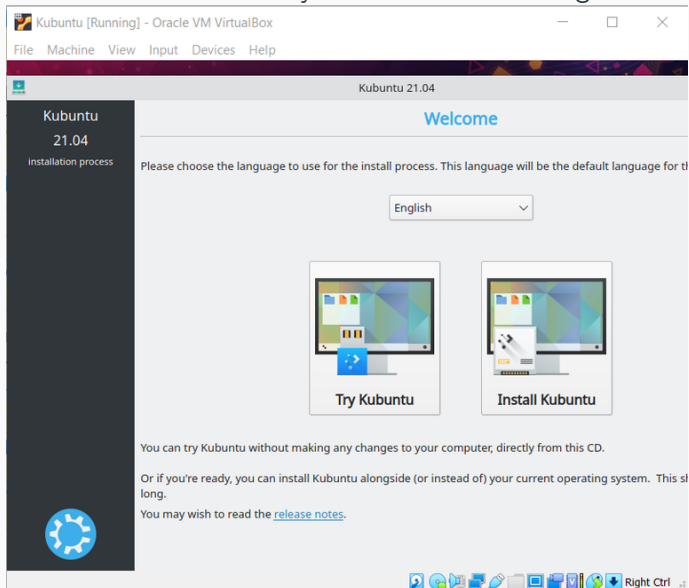 Kubuntu [Running] - Oracle VM VirtualBox
File Machine View Input Devices Help
Kubuntu 21.04
Kubuntu
21.04
installation process
Welcome
Please choose the language to use for the install process. This language will be the default language for
English
Try Kubuntu
Install Kubuntu
You can try Kubuntu without making any changes to your computer, directly from this CD.
Or if you're ready, you can install Kubuntu alongside (or instead of) your current operating system. This
long.
You may wish to read the release notes.
Right Ctrl